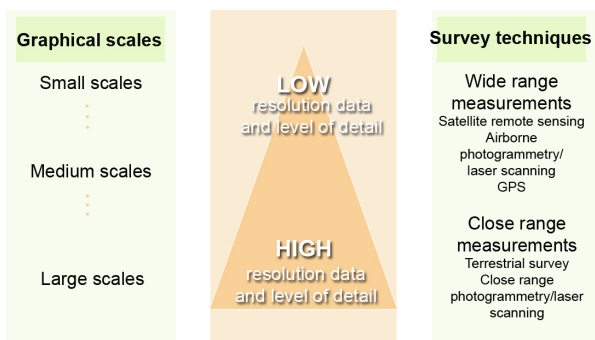 Graphical scales
Small scales
Medium scales
Large scales
LOW
resolution data
and level of detail
HIGH
resolution data
and level of detail
Survey techniques
Wide range
measurements
Satellite remote sensing
Airborne
photogrammetry/
laser scanning
GPS
Close range
measurements
Terrestrial survey
Close range
photogrammetry/laser
scanning